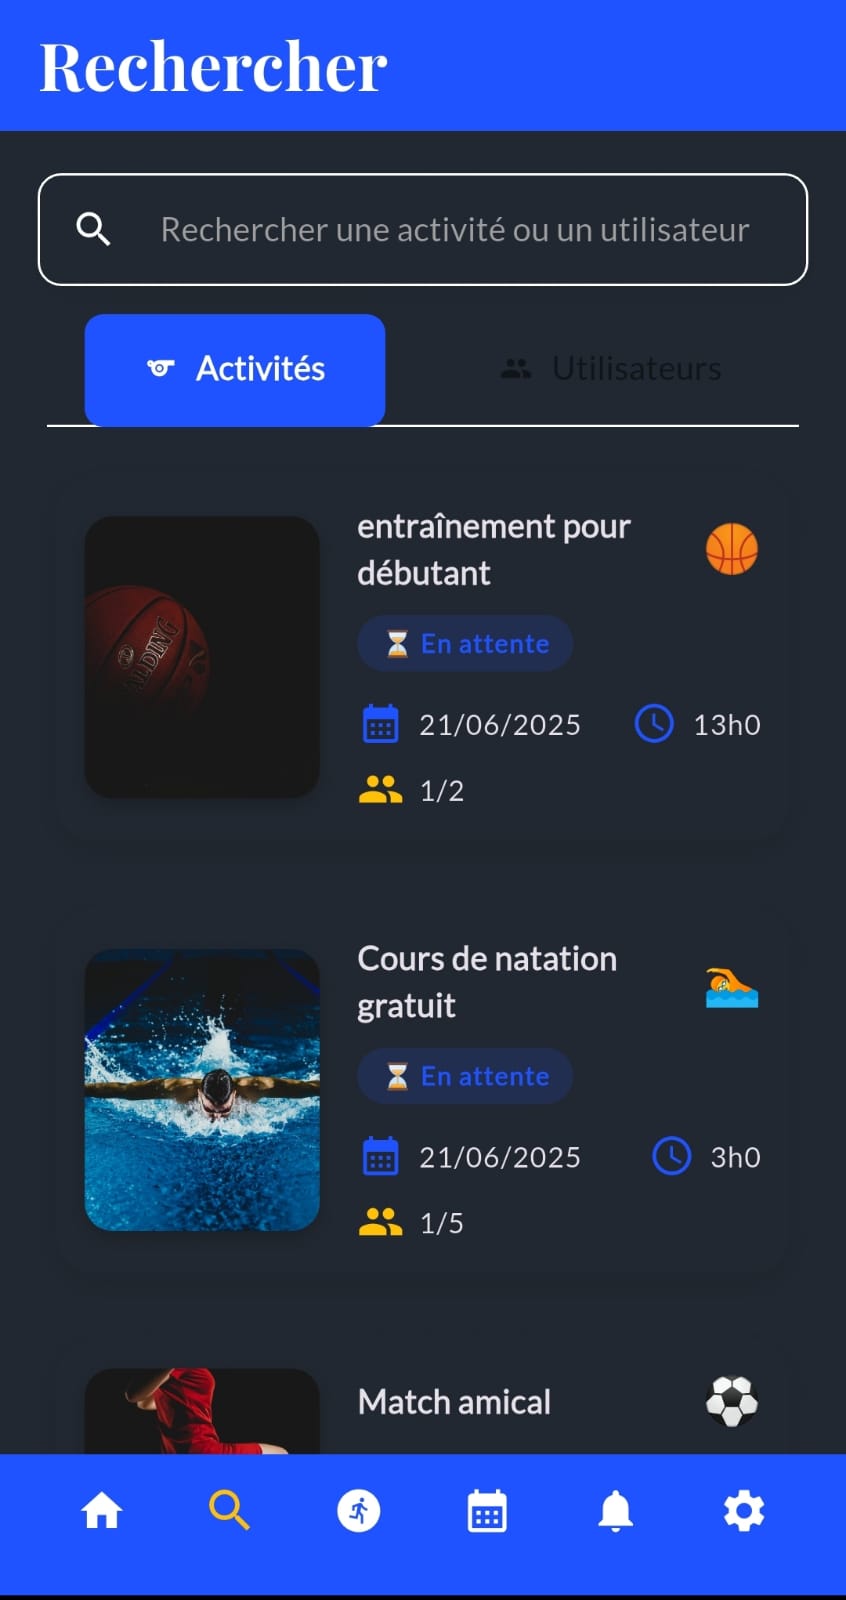 Rechercher
Rechercher une activité ou un utilisateur
Activités
Utilisateurs
entraînement pour
débutant
En attente
21/06/2025 13h0
1/2
ALDING
Cours de natation
gratuit
En attente
21/06/2025 3h0
1/5
Match amical